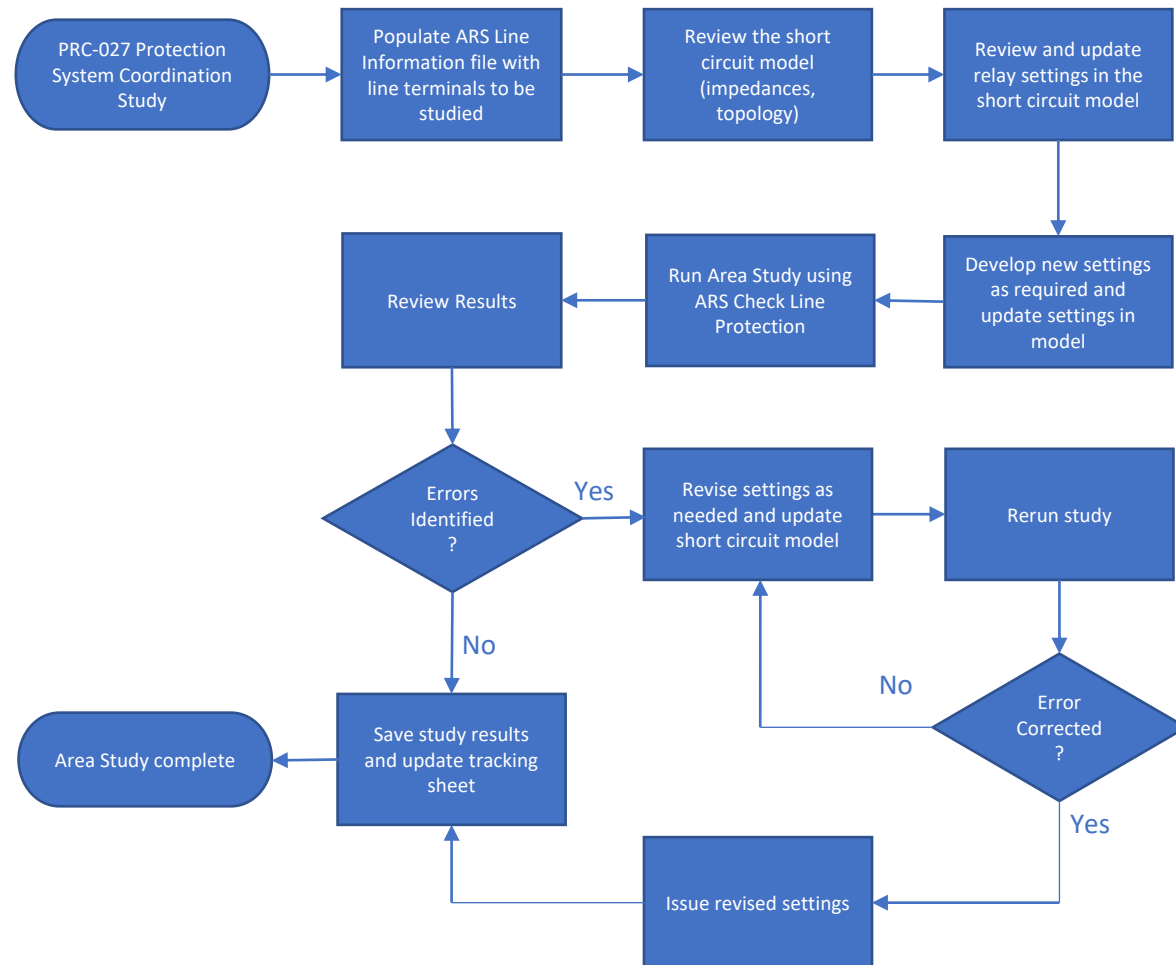 PRC-027 Protection
System Coordination
Study
Populate ARS Line
Information file with
line terminals to be
studied
Review the short
circuit model
(impedances,
topology)
Review and update
relay settings in the
short circuit model
Develop new settings
as required and
update settings in
model
Run Area Study using
ARS Check Line
Protection
Review Results
Errors
Identified
?
Yes
Revise settings as
needed and update
short circuit model
Rerun study
No
No
Error
Corrected
?
Save study results
and update tracking
sheet
Area Study complete
Yes
Issue revised settings